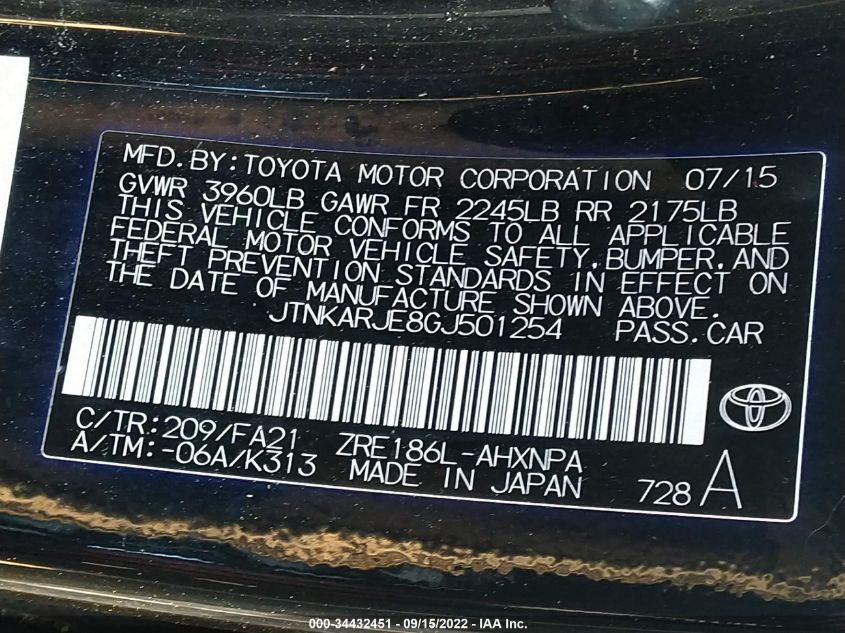 MFD.BY:TOYOTA MOTOR CORPORATION 07/15
GVWR 3960LB GAWR FR 2245LB RR 2175LB
THIS VEHICLE CONFORMS TO ALL APPLICABLE
FEDERAL MOTOR VEHICLE SAFETY,BUMPER,AND
THEFT PREVENTION STANDARDS IN EFFECT ON
THE DATE OF MANUFACTURE SHOWN ABOVE.
JTNKARJE8GJ501254 PASS.CAR
C/TR:209/FA21 ZRE186L-AHXNPA
A/TM:-06A/K313 MADE IN JAPAN 728 A
000-34432451 - 09/15/2022 - IAA Inc.